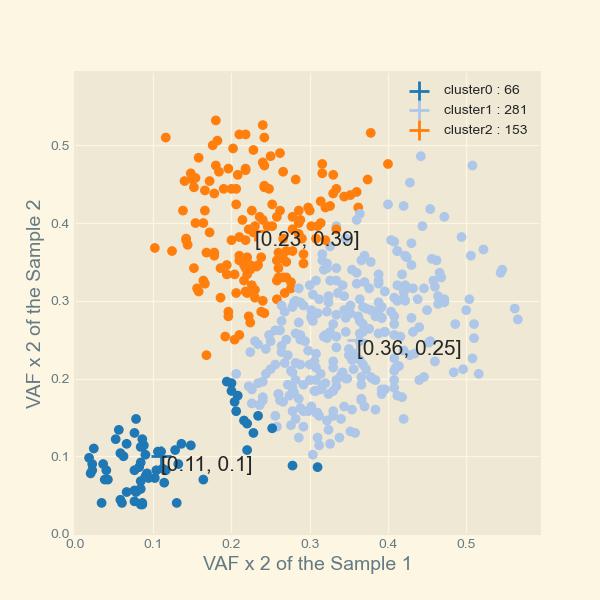 cluster0 : 66
cluster1 : 281
cluster2 : 153
0.5
0.4
0.3
0.2
0.1
0.0
VAF x 2 of the Sample 2
[0.23, 0.39]
[0.36, 0.25]
[0.11, 0.1]
0.0 0.1 0.2 0.3 0.4 0.5
VAF x 2 of the Sample 1